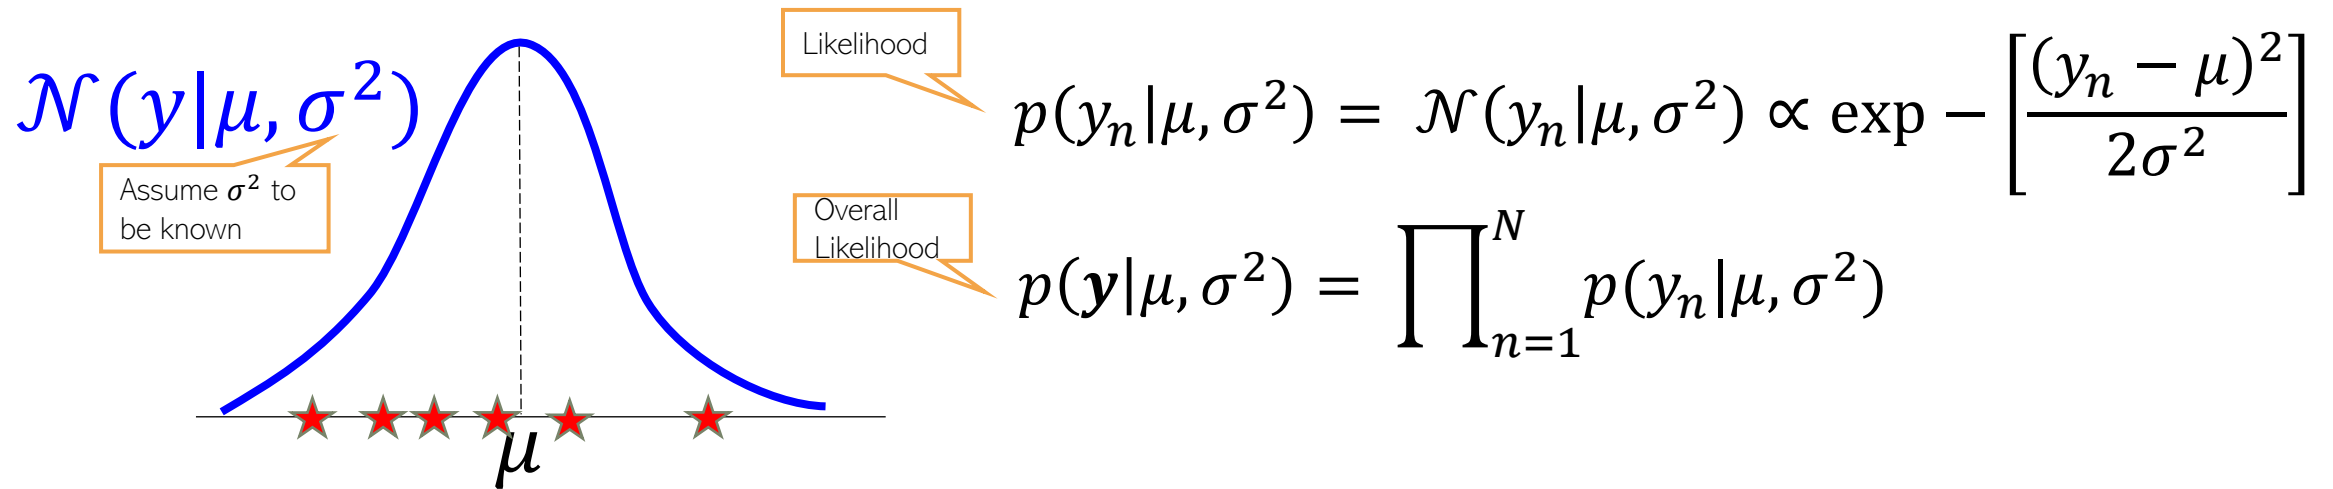 𝒩(y|μ, σ²)
Assume σ² to
be known
μ
Likelihood
p(yₙ|μ, σ²) = 𝒩(yₙ|μ, σ²) ∝ exp − [(yₙ − μ)² / 2σ²]
Overall
Likelihood
p(𝒚|μ, σ²) = ∏ₙ₌₁ᴺ p(yₙ|μ, σ²)